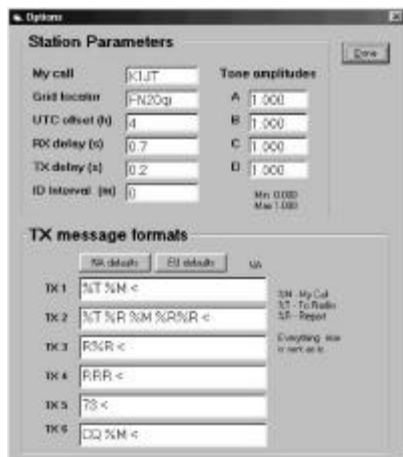 Options
Station Parameters
Done
My call K1JT
Tone amplitudes
Grid locator FN20qi
A 1.000
UTC offset (h) 4
B 1.000
RX delay (s) 0.7
C 1.000
TX delay (s) 0.2
D 1.000
ID Interval (m) 0
Min 0.000
Max 1.000
TX message formats
NA defaults EU defaults NA
TX 1 %T %M <
%M - My Call
%T - To Radio
%R - Report
TX 2 %T %R %M %R%R <
Everything else
is sent as is
TX 3 R%R <
TX 4 RRR <
TX 5 73 <
TX 6 CQ %M <